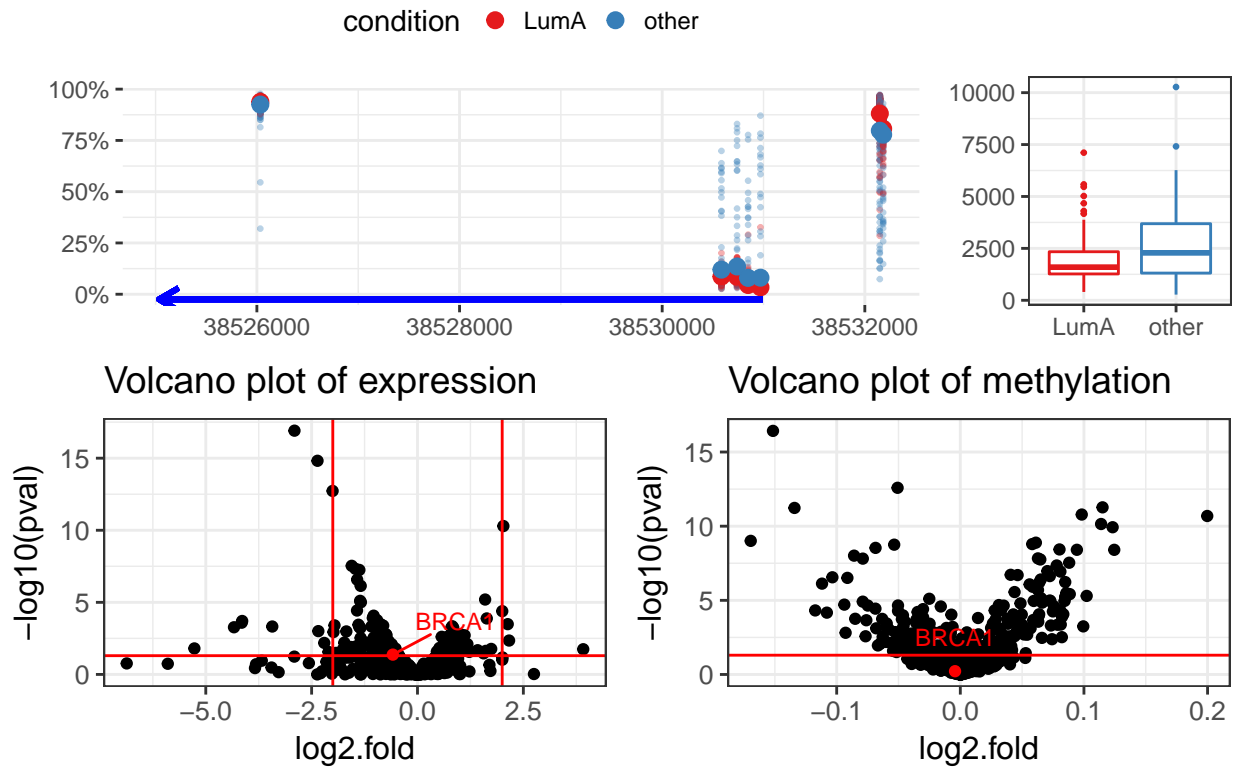 condition LumA other
100%
75%
50%
25%
0%
38526000 38528000 38530000 38532000
10000
7500
5000
2500
0
LumA other
Volcano plot of expression
−log10(pval)
15
10
5
0
BRCA1
−5.0 −2.5 0.0 2.5
log2.fold
Volcano plot of methylation
−log10(pval)
15
10
5
0
BRCA1
−0.1 0.0 0.1 0.2
log2.fold